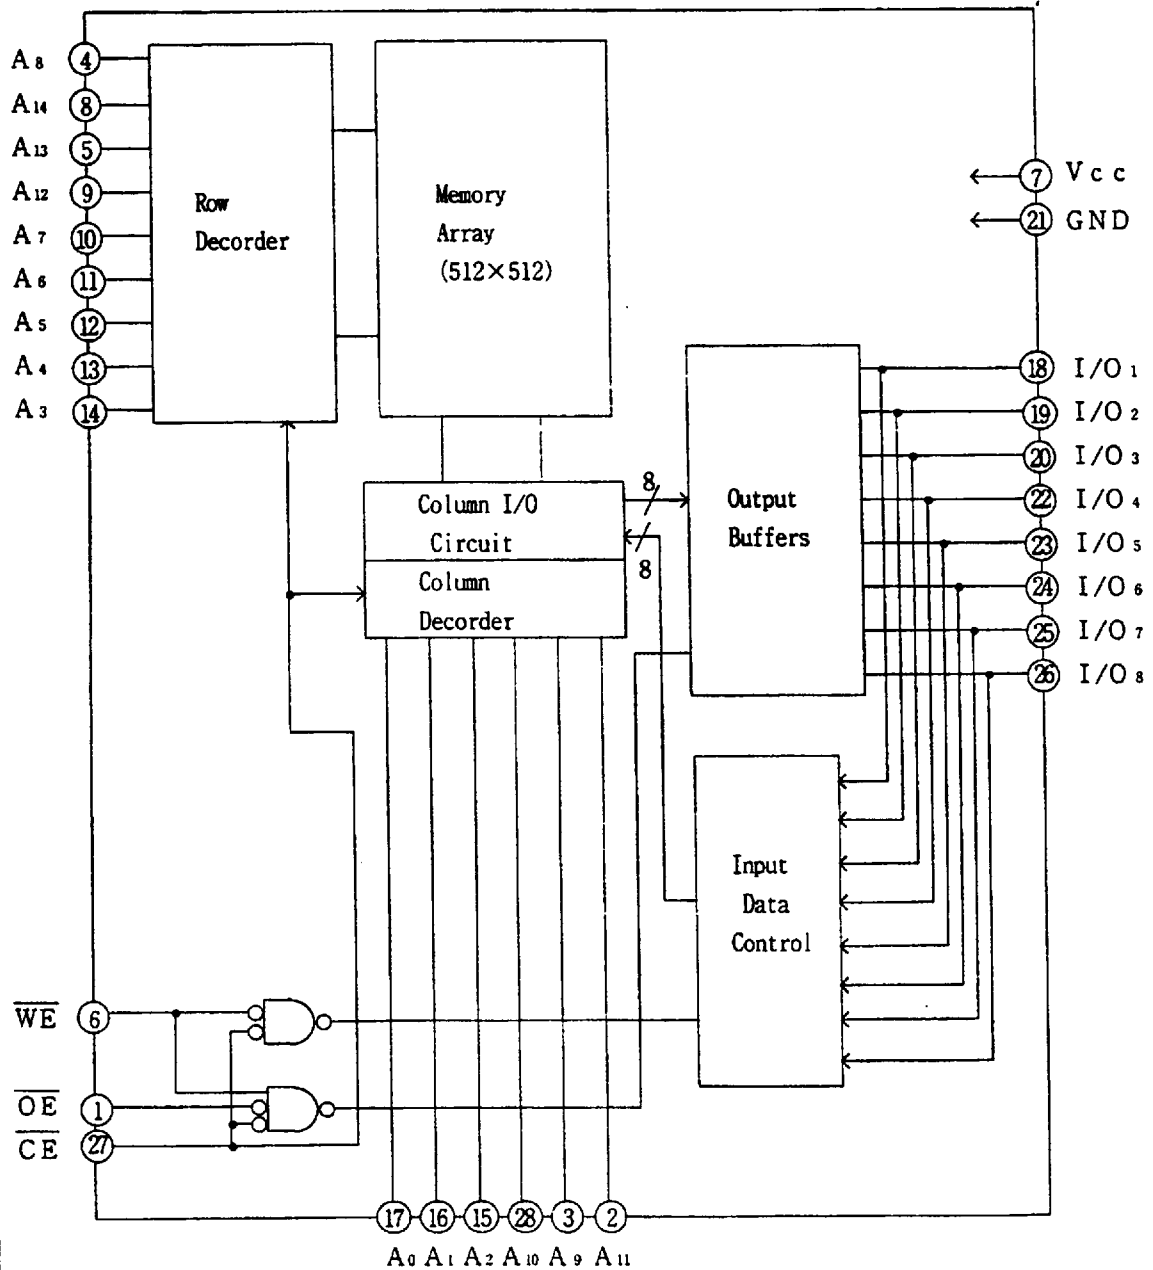 A8 4
A14 8
A13 5
A12 9
A7 10
A6 11
A5 12
A4 13
A3 14
Row
Decorder
Memory
Array
(512×512)
7 Vcc
21 GND
18 I/O1
19 I/O2
20 I/O3
22 I/O4
23 I/O5
24 I/O6
25 I/O7
26 I/O8
Column I/O
Circuit
Column
Decorder
8
8
Output
Buffers
Input
Data
Control
WE 6
OE 1
CE 27
17 16 15 28 3 2
A0 A1 A2 A10 A9 A11